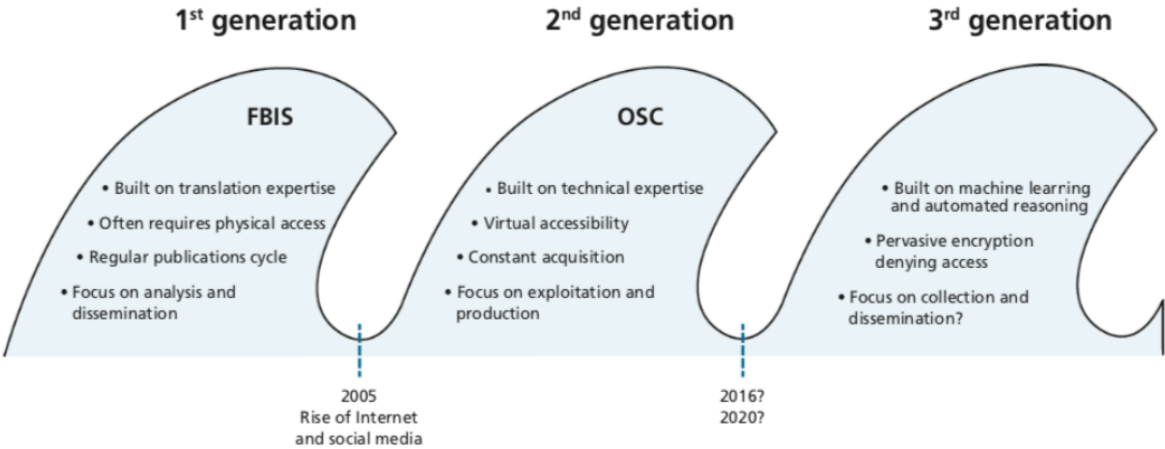 1st generation
2nd generation
3rd generation
FBIS
• Built on translation expertise
• Often requires physical access
• Regular publications cycle
• Focus on analysis and
dissemination
OSC
• Built on technical expertise
• Virtual accessibility
• Constant acquisition
• Focus on exploitation and
production
• Built on machine learning
and automated reasoning
• Pervasive encryption
denying access
• Focus on collection and
dissemination?
2005
Rise of Internet
and social media
2016?
2020?